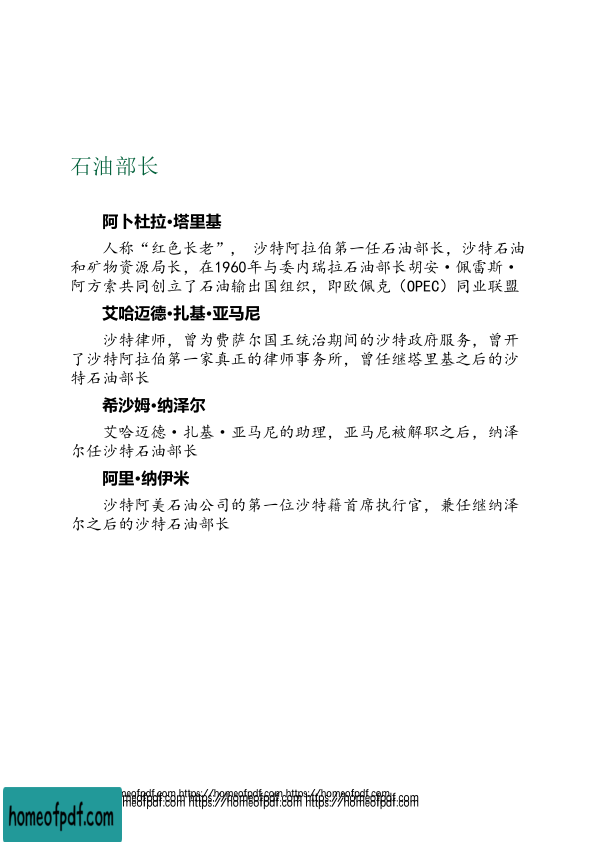 石油部长
阿卜杜拉·塔里基
人称“红色长老”， 沙特阿拉伯第一任石油部长，沙特石油
和矿物资源局长，在1960年与委内瑞拉石油部长胡安·佩雷斯·
阿方索共同创立了石油输出国组织，即欧佩克（OPEC）同业联盟
艾哈迈德·扎基·亚马尼
沙特律师，曾为费萨尔国王统治期间的沙特政府服务，曾开
了沙特阿拉伯第一家真正的律师事务所，曾任继塔里基之后的沙
特石油部长
希沙姆·纳泽尔
艾哈迈德·扎基·亚马尼的助理，亚马尼被解职之后，纳泽
尔任沙特石油部长
阿里·纳伊米
沙特阿美石油公司的第一位沙特籍首席执行官，兼任继纳泽
尔之后的沙特石油部长
homeofpdf.com https://homeofpdf.com https://homeofpdf.com
homeofpdf.com https://homeofpdf.com https://homeofpdf.com
homeofpdf.com